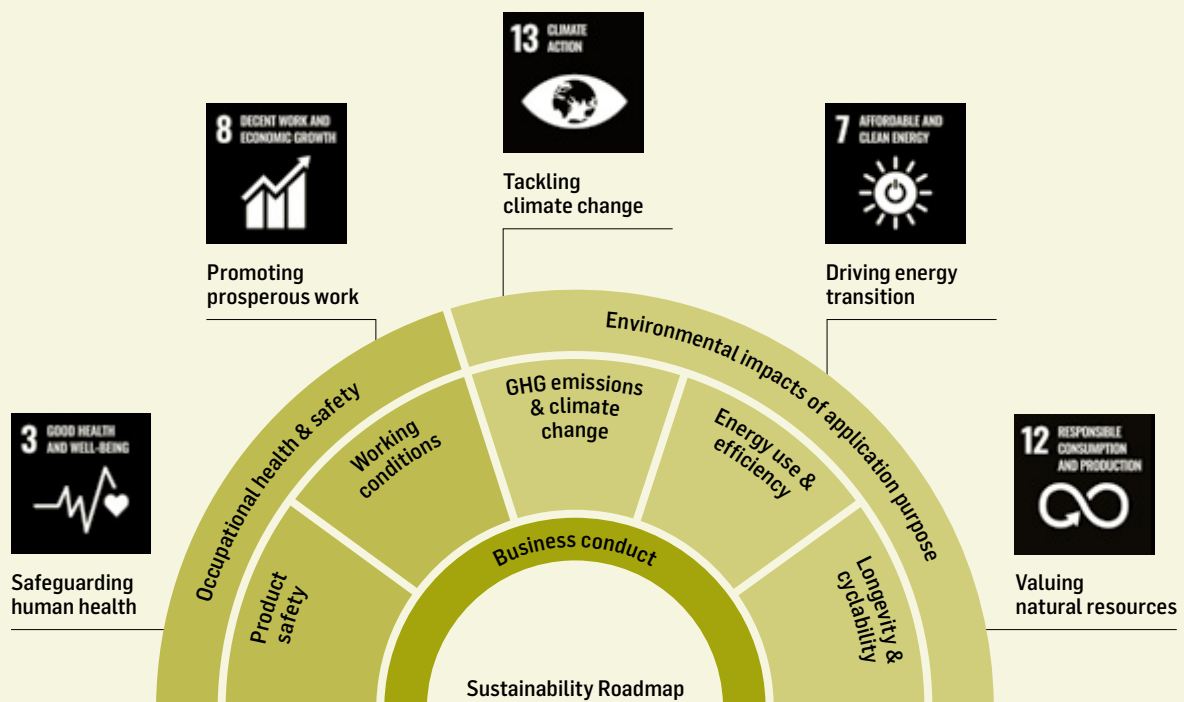 13 CLIMATE
ACTION
8 DECENT WORK AND
ECONOMIC GROWTH
7 AFFORDABLE AND
CLEAN ENERGY
Tackling
climate change
Promoting
prosperous work
Driving energy
transition
Environmental impacts of application purpose
Occupational health & safety
GHG emissions
& climate
change
Working
conditions
Energy use &
efficiency
3 GOOD HEALTH
AND WELL-BEING
12 RESPONSIBLE
CONSUMPTION
AND PRODUCTION
Business conduct
Product
safety
Longevity &
cyclability
Safeguarding
human health
Valuing
natural resources
Sustainability Roadmap